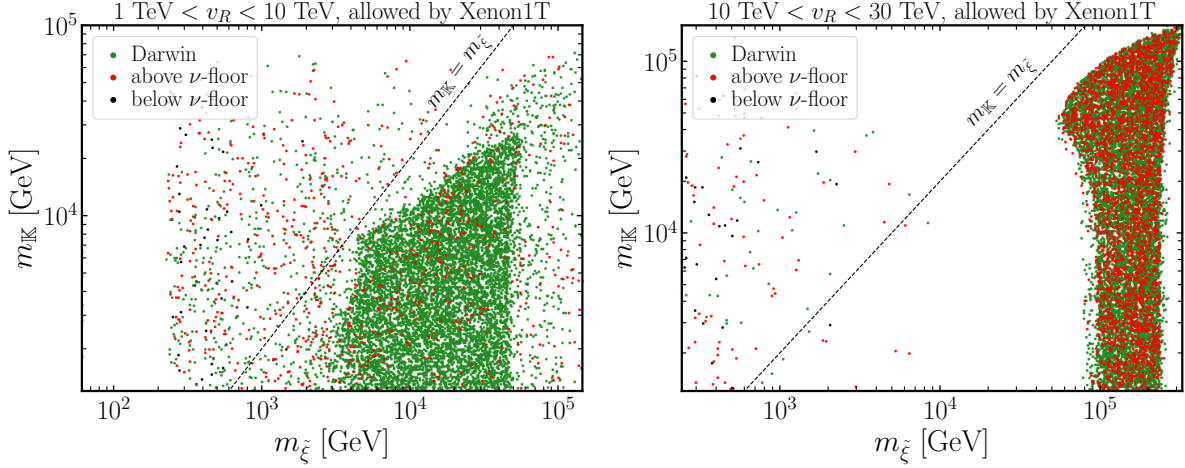 1 TeV < v_R < 10 TeV, allowed by Xenon1T
10^5
10^4
m_𝕂 [GeV]
Darwin
above ν-floor
below ν-floor
m_𝕂 = m_ξ̃
10^2 10^3 10^4 10^5
m_ξ̃ [GeV]
10 TeV < v_R < 30 TeV, allowed by Xenon1T
10^5
10^4
m_𝕂 [GeV]
Darwin
above ν-floor
below ν-floor
m_𝕂 = m_ξ̃
10^3 10^4 10^5
m_ξ̃ [GeV]